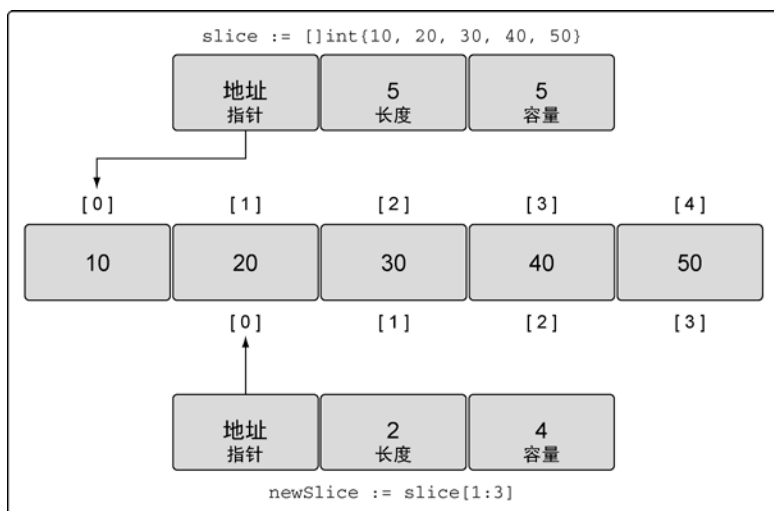 slice := []int{10, 20, 30, 40, 50}
地址 5 5
指针 长度 容量
[0] [1] [2] [3] [4]
10 20 30 40 50
[0] [1] [2] [3]
地址 2 4
指针 长度 容量
newSlice := slice[1:3]